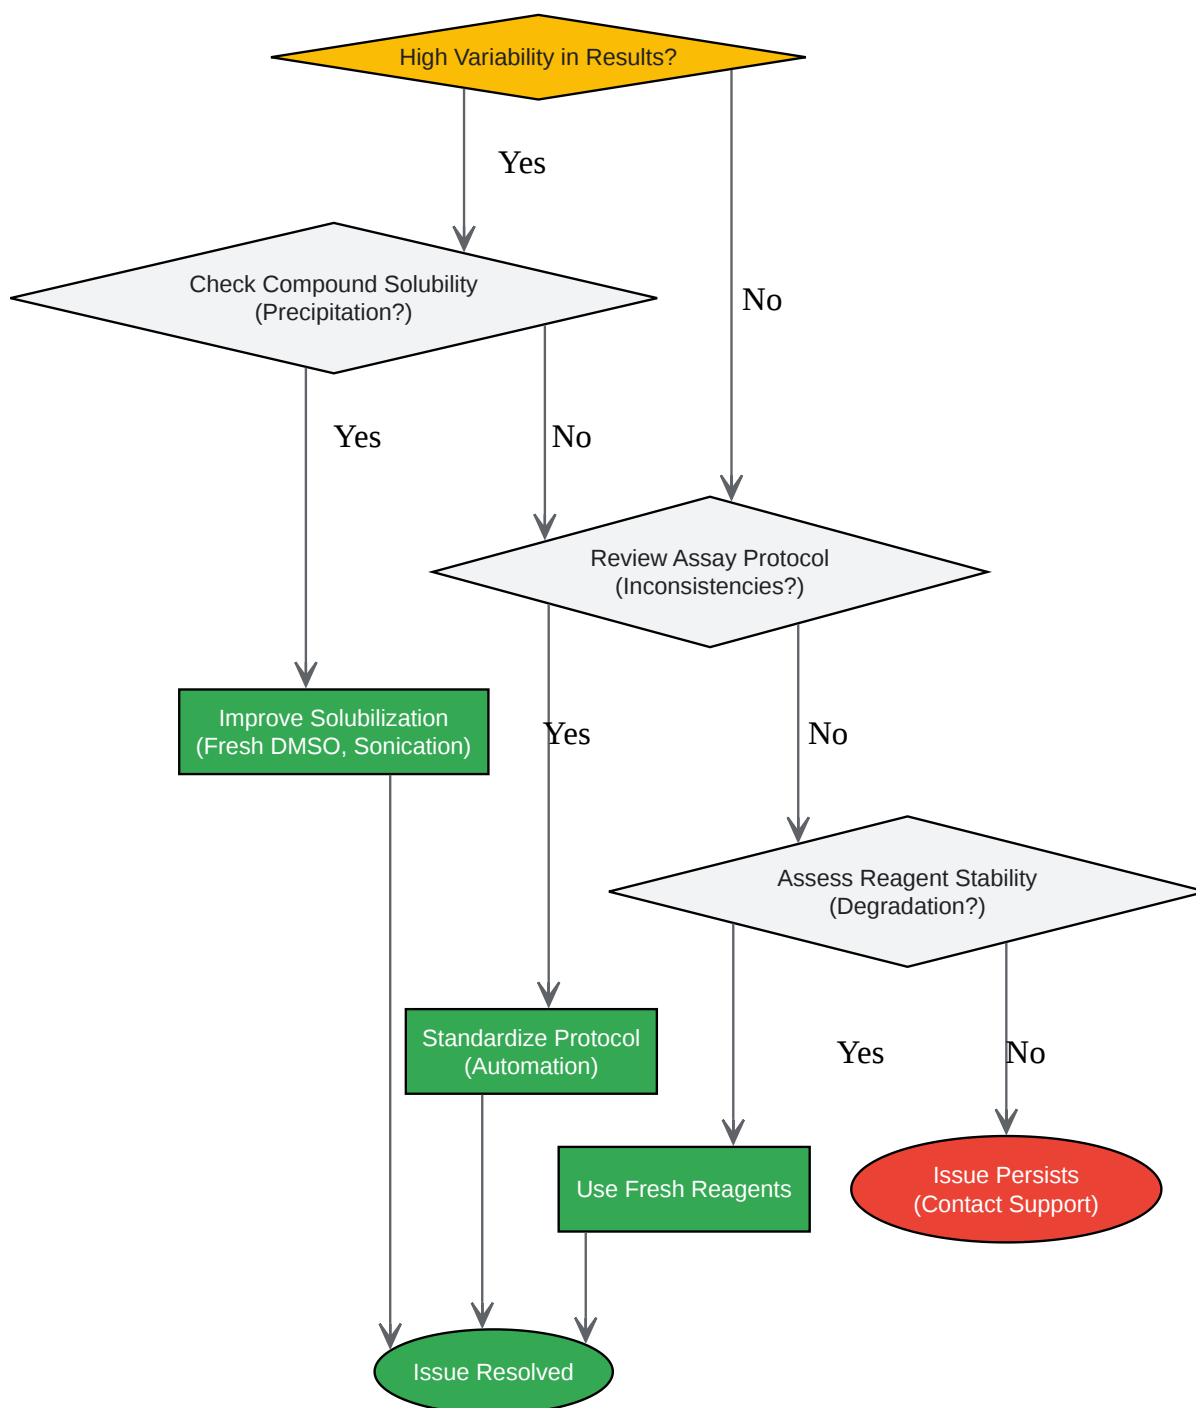 High Variability in Results?
Yes
No
Check Compound Solubility
(Precipitation?)
Yes
No
Review Assay Protocol
(Inconsistencies?)
Improve Solubilization
(Fresh DMSO, Sonication)
Yes
No
Assess Reagent Stability
(Degradation?)
Standardize Protocol
(Automation)
Yes
No
Use Fresh Reagents
Issue Persists
(Contact Support)
Issue Resolved